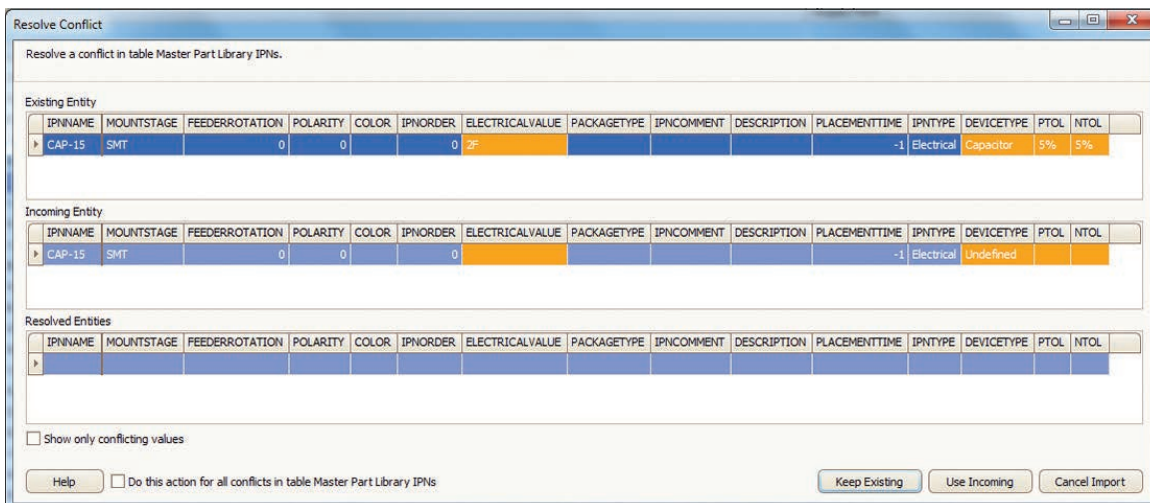 Resolve Conflict
Resolve a conflict in table Master Part Library IPNs.
Existing Entity
IPNNAME MOUNTSTAGE FEEDERROTATION POLARITY COLOR IPNORDER ELECTRICALVALUE PACKAGETYPE IPNCOMMENT DESCRIPTION PLACEMENTTIME IPNTYPE DEVICETYPE PTOL NTOL
CAP-15 SMT 0 0 0 2F -1 Electrical Capacitor 5% 5%
Incoming Entity
IPNNAME MOUNTSTAGE FEEDERROTATION POLARITY COLOR IPNORDER ELECTRICALVALUE PACKAGETYPE IPNCOMMENT DESCRIPTION PLACEMENTTIME IPNTYPE DEVICETYPE PTOL NTOL
CAP-15 SMT 0 0 0 -1 Electrical Undefined
Resolved Entities
IPNNAME MOUNTSTAGE FEEDERROTATION POLARITY COLOR IPNORDER ELECTRICALVALUE PACKAGETYPE IPNCOMMENT DESCRIPTION PLACEMENTTIME IPNTYPE DEVICETYPE PTOL NTOL
Show only conflicting values
Help Do this action for all conflicts in table Master Part Library IPNs Keep Existing Use Incoming Cancel Import